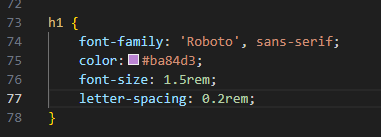 72
73 h1 {
74 font-family: 'Roboto', sans-serif;
75 color: #ba84d3;
76 font-size: 1.5rem;
77 letter-spacing: 0.2rem;
78 }